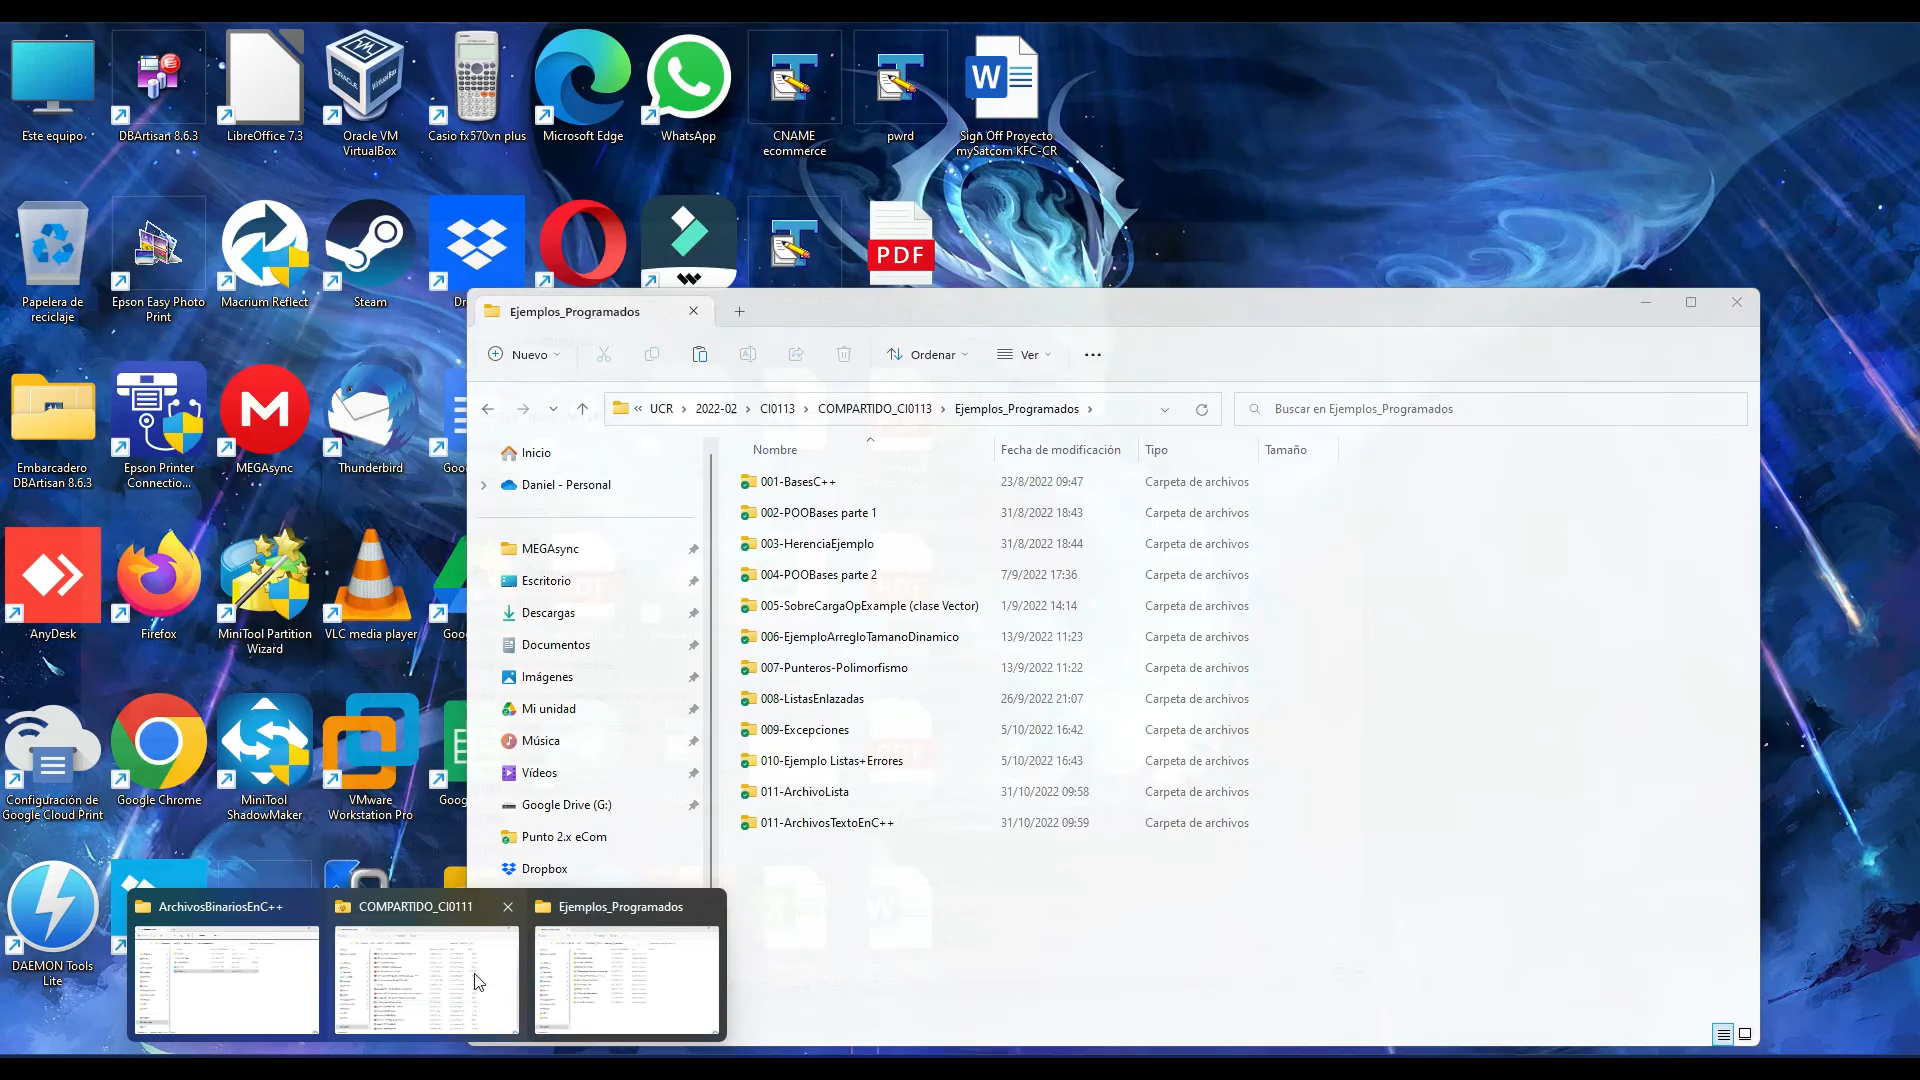 Este equipo
DBArtisan 8.6.3
LibreOffice 7.3
Oracle VM
VirtualBox
Casio fx570vn plus
Microsoft Edge
WhatsApp
CNAME
ecommerce
pwrd
Sign Off Proyecto
mySatcom KFC-CR
ORACLE
W
PDF
Papelera de
reciclaje
Epson Easy Photo
Print
Macrium Reflect
Steam
Embarcadero
DBArtisan 8.6.3
Epson Printer
Connectio...
MEGAsync
Thunderbird
Goo
AnyDesk
Firefox
MiniTool Partition
Wizard
VLC media player
Goo
Configuración de
Google Cloud Print
Google Chrome
MiniTool
ShadowMaker
VMware
Workstation Pro
Goog
DAEMON Tools
Lite
Ejemplos_Programados
Nuevo
Ordenar
Ver
« UCR > 2022-02 > CI0113 > COMPARTIDO_CI0113 > Ejemplos_Programados >
Buscar en Ejemplos_Programados
Inicio
Daniel - Personal
MEGAsync
Escritorio
Descargas
Documentos
Imágenes
Mi unidad
Música
Vídeos
Google Drive (G:)
Punto 2.x eCom
Dropbox
Nombre Fecha de modificación Tipo Tamaño
001-BasesC++ 23/8/2022 09:47 Carpeta de archivos
002-POOBases parte 1 31/8/2022 18:43 Carpeta de archivos
003-HerenciaEjemplo 31/8/2022 18:44 Carpeta de archivos
004-POOBases parte 2 7/9/2022 17:36 Carpeta de archivos
005-SobreCargaOpExample (clase Vector) 1/9/2022 14:14 Carpeta de archivos
006-EjemploArregloTamanoDinamico 13/9/2022 11:23 Carpeta de archivos
007-Punteros-Polimorfismo 13/9/2022 11:22 Carpeta de archivos
008-ListasEnlazadas 26/9/2022 21:07 Carpeta de archivos
009-Excepciones 5/10/2022 16:42 Carpeta de archivos
010-Ejemplo Listas+Errores 5/10/2022 16:43 Carpeta de archivos
011-ArchivoLista 31/10/2022 09:58 Carpeta de archivos
011-ArchivosTextoEnC++ 31/10/2022 09:59 Carpeta de archivos
ArchivosBinariosEnC++
COMPARTIDO_CI0111
Ejemplos_Programados